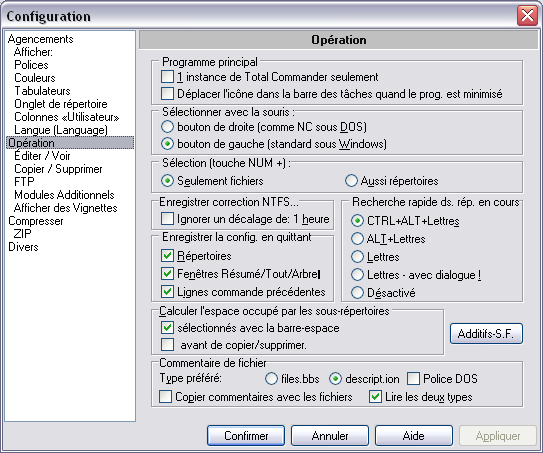 Configuration
Agencements
Afficher:
Polices
Couleurs
Tabulateurs
Onglet de répertoire
Colonnes «Utilisateur»
Langue (Language)
Opération
Éditer / Voir
Copier / Supprimer
FTP
Modules Additionnels
Afficher des Vignettes
Compresser
ZIP
Divers
Opération
Programme principal
1 instance de Total Commander seulement
Déplacer l'icône dans la barre des tâches quand le prog. est minimisé
Sélectionner avec la souris :
bouton de droite (comme NC sous DOS)
bouton de gauche (standard sous Windows)
Sélection (touche NUM +) :
Seulement fichiers
Aussi répertoires
Enregistrer correction NTFS...
Ignorer un décalage de: 1 heure
Enregistrer la config. en quittant
Répertoires
Fenêtres Résumé/Tout/Arbrel
Lignes commande précédentes
Recherche rapide ds. rép. en cours
CTRL+ALT+Lettres
ALT+Lettres
Lettres
Lettres - avec dialogue !
Désactivé
Calculer l'espace occupé par les sous-répertoires
sélectionnés avec la barre-espace
avant de copier/supprimer.
Additifs-S.F.
Commentaire de fichier
Type préféré:
files.bbs
descript.ion
Police DOS
Copier commentaires avec les fichiers
Lire les deux types
Confirmer
Annuler
Aide
Appliquer